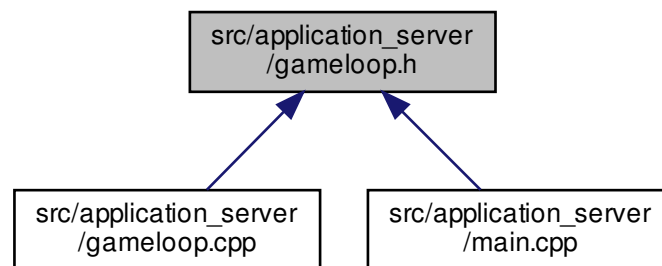 src/application_server
/gameloop.h
src/application_server
/gameloop.cpp
src/application_server
/main.cpp